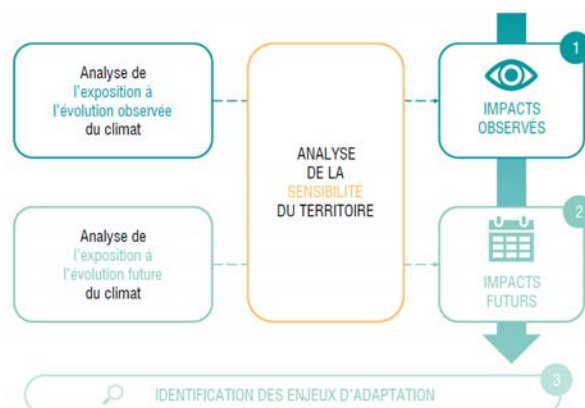 Analyse de
l'exposition à
l'évolution observée
du climat
ANALYSE
DE LA
SENSIBILITÉ
DU TERRITOIRE
1
IMPACTS
OBSERVÉS
Analyse de
l'exposition à
l'évolution future
du climat
2
IMPACTS
FUTURS
3
IDENTIFICATION DES ENJEUX D'ADAPTATION